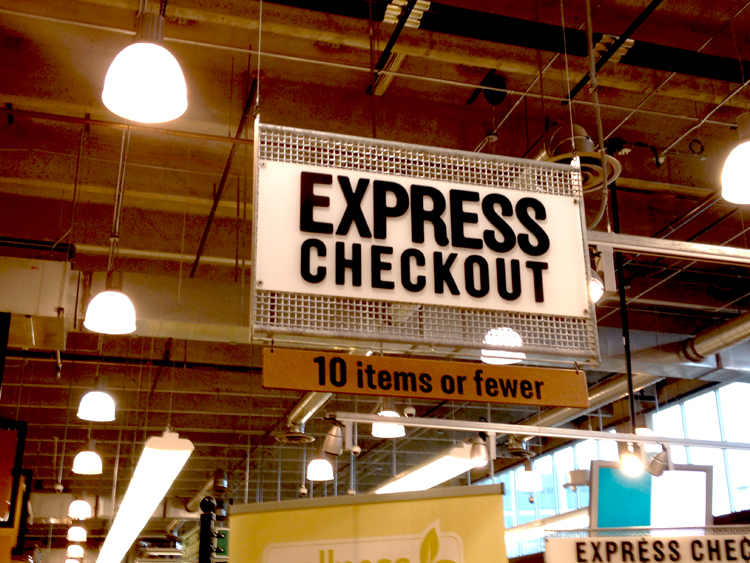 EXPRESS
CHECKOUT
10 items or fewer
EXPRESS CHEC